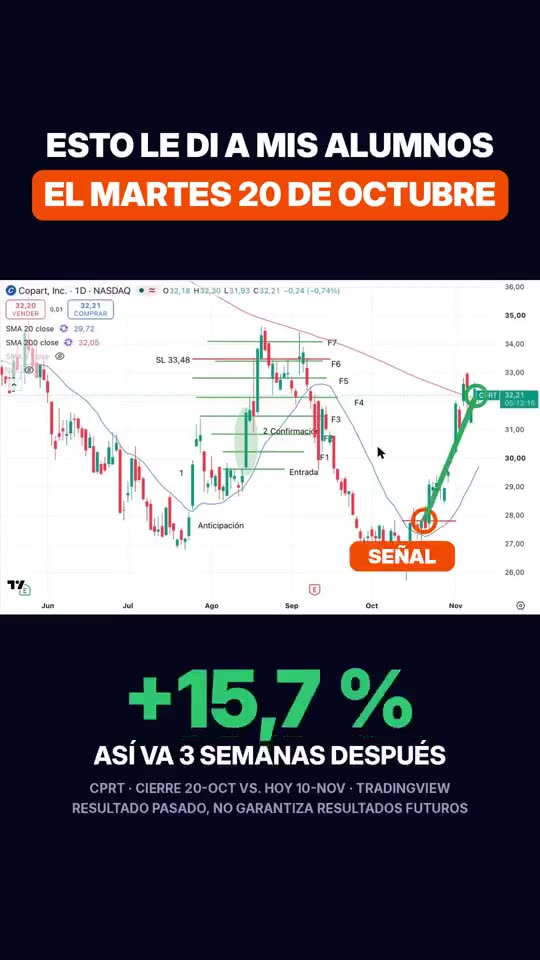 ESTO LE DI A MIS ALUMNOS
EL MARTES 20 DE OCTUBRE
Copart, Inc. · 1D · NASDAQ O32,18 H32,30 L31,93 C32,21 −0,24 (−0,74%)
32,20 VENDER 0,01 32,21 COMPRAR
SMA 20 close 29,72
SMA 200 close 32,05
36,00
35,00
34,00
33,00
CPRT 32,21
05:12:16
31,00
30,00
29,00
28,00
27,00
26,00
F7
SL 33,48
F6
F5
F4
F3
2 Confirmació
F2
F1
1
Entrada
Anticipación
SEÑAL
E
E
Jun Jul Ago Sep Oct Nov
+15,7 %
ASÍ VA 3 SEMANAS DESPUÉS
CPRT · CIERRE 20-OCT VS. HOY 10-NOV · TRADINGVIEW
RESULTADO PASADO, NO GARANTIZA RESULTADOS FUTUROS